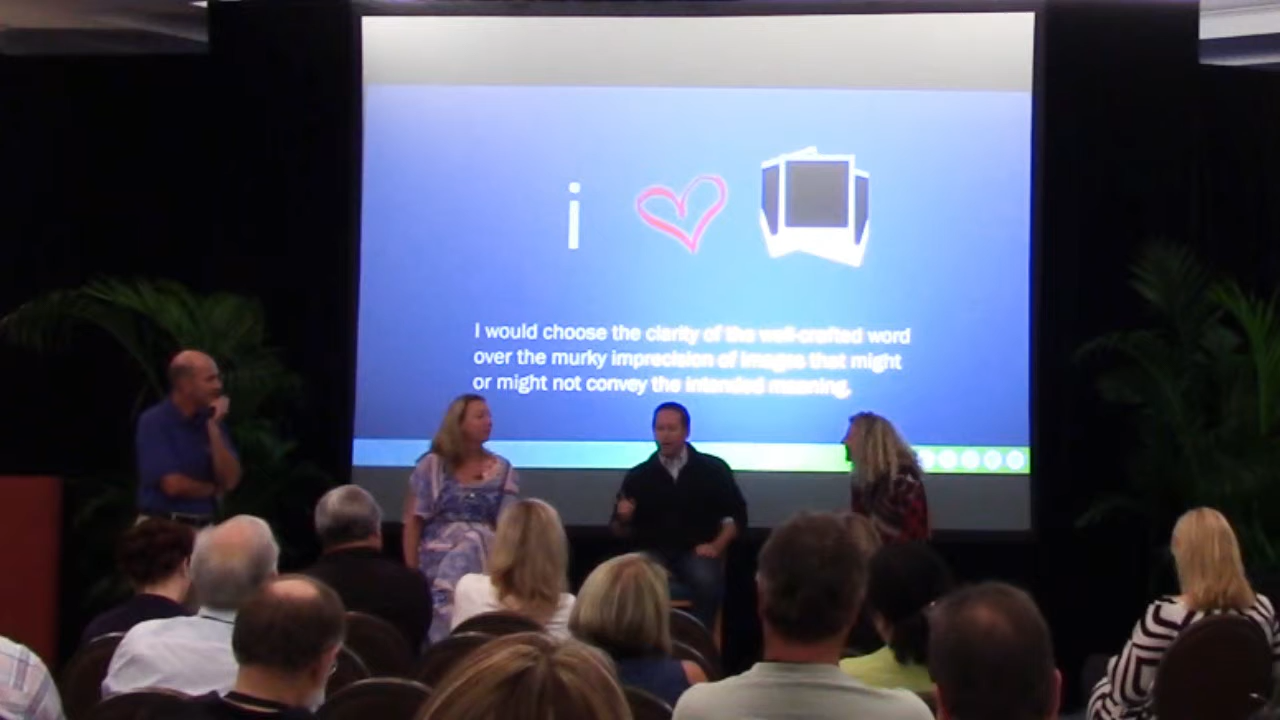 i
I would choose the clarity of the well-crafted word
over the murky imprecision of images that might
or might not convey the intended meaning.